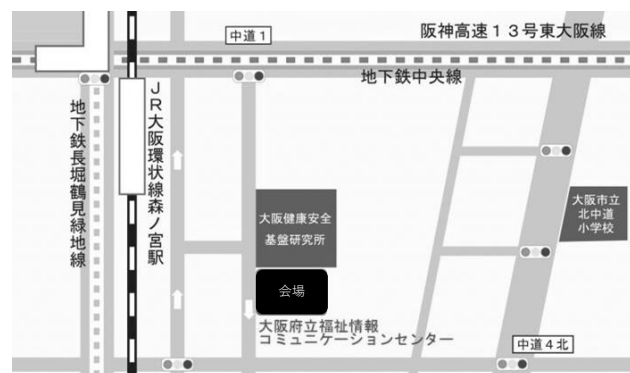 中道1
阪神高速13号東大阪線
地下鉄中央線
地下鉄長堀鶴見緑地線
JR大阪環状線森ノ宮駅
大阪健康安全
基盤研究所
大阪市立
北中道
小学校
会場
大阪府立福祉情報
コミュニケーションセンター
中道4北